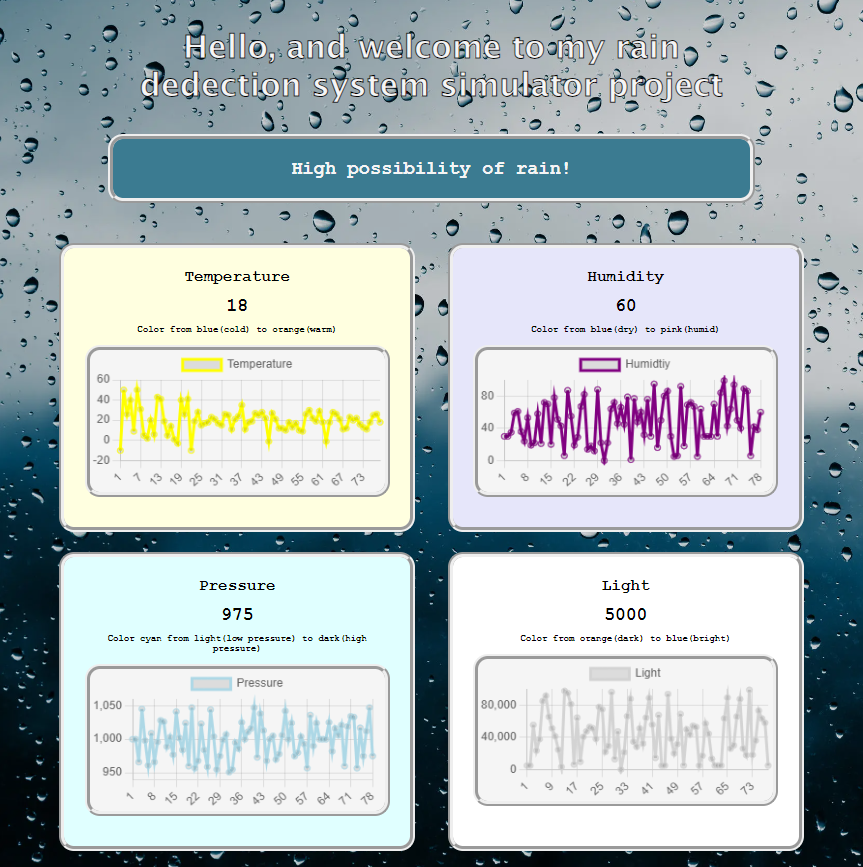 Hello, and welcome to my rain
dedection system simulator project
High possibility of rain!
Temperature
18
Color from blue(cold) to orange(warm)
Temperature
60
40
20
0
-20
1 7 13 19 25 31 37 43 49 55 61 67 73
Humidity
60
Color from blue(dry) to pink(humid)
Humidtiy
80
40
0
1 8 15 22 29 36 43 50 57 64 71 78
Pressure
975
Color cyan from light(low pressure) to dark(high
pressure)
Pressure
1,050
1,000
950
1 8 15 22 29 36 43 50 57 64 71 78
Light
5000
Color from orange(dark) to blue(bright)
Light
80,000
40,000
0
1 9 17 25 33 41 49 57 65 73